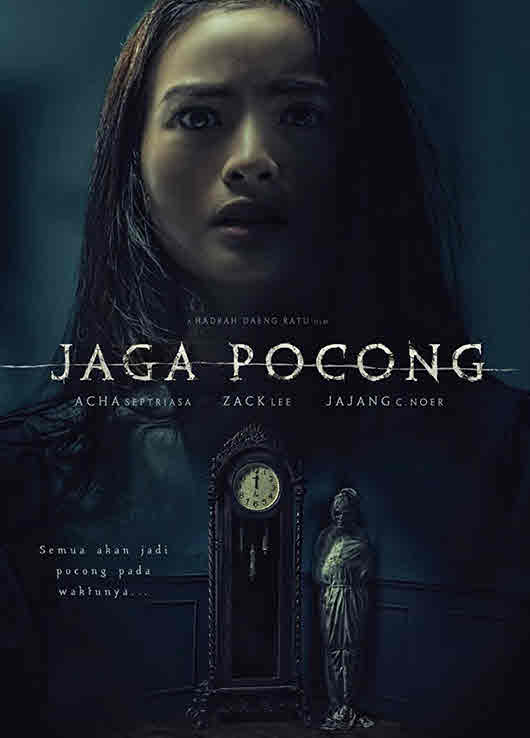 A HADRAH DAENG RATU FILM
JAGA POCONG
ACHA SEPTRIASA ZACK LEE JAJANG C. NOER
Semua akan jadi
pocong pada
waktunya...